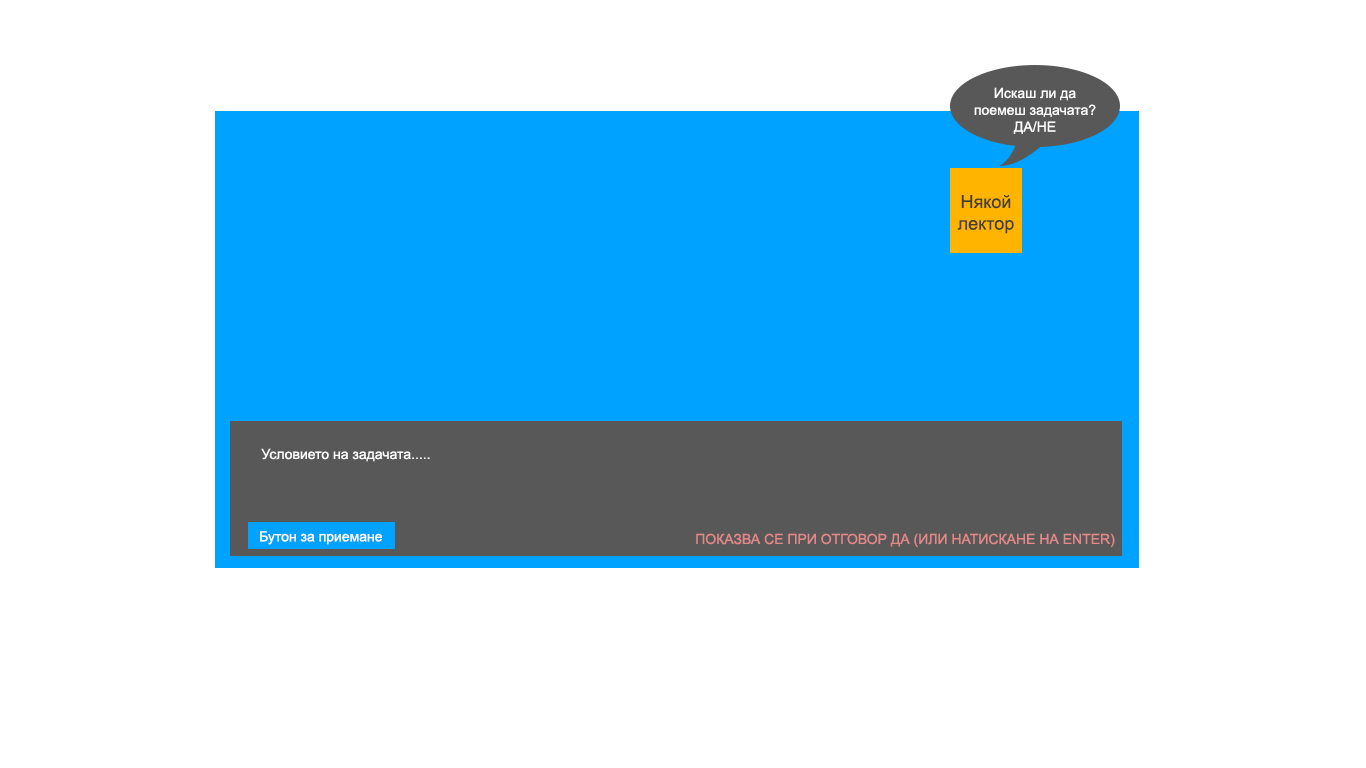 Искаш ли да
поемеш задачата?
ДА/НЕ
Някой
лектор
Условието на задачата.....
Бутон за приемане
ПОКАЗВА СЕ ПРИ ОТГОВОР ДА (ИЛИ НАТИСКАНЕ НА ENTER)